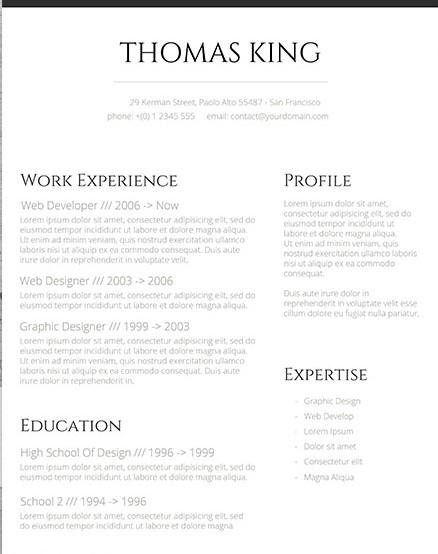 THOMAS KING
29 Kerman Street, Paolo Alto 55487 - San Francisco
phone: +(0) 1 2345 555 email: contact@yourdomain.com
WORK EXPERIENCE
Web Developer /// 2006 -> Now
Lorem ipsum dolor sit amet, consectetur adipisicing elit, sed do
eiusmod tempor incididunt ut labore et dolore magna aliqua.
Ut enim ad minim veniam, quis nostrud exercitation ullamco
laboris nisi ut aliquip ex ea commodo consequat. Duis aute
irure dolor in reprehenderit in voluptate velit.
Web Designer /// 2003 -> 2006
Lorem ipsum dolor sit amet, consectetur adipisicing elit, sed do
eiusmod tempor incididunt ut labore et dolore magna aliqua.
Graphic Designer /// 1999 -> 2003
Lorem ipsum dolor sit amet, consectetur adipisicing elit, sed do
eiusmod tempor incididunt ut labore et dolore magna aliqua.
Ut enim ad minim veniam, quis nostrud exercitation ullamco
laboris nisi ut aliquip ex ea commodo consequat. Duis aute
irure dolor in reprehenderit in.
EDUCATION
High School Of Design /// 1996 -> 1999
Lorem ipsum dolor sit amet, consectetur adipisicing elit, sed do
eiusmod tempor incididunt ut labore et dolore magna aliqua.
School 2 /// 1994 -> 1996
Lorem ipsum dolor sit amet, consectetur adipisicing elit, sed
do eiusmod tempor incididunt ut labore et dolore magna
PROFILE
Lorem ipsum dolor sit amet,
consectetur adipisicing elit, sed do
eiusmod tempor incididunt ut
labore et dolore magna aliqua.
Ut enim ad minim veniam, quis
nostrud exercitation ullamco laboris
nisi ut aliquip ex ea commodo
consequat.
Duis aute irure dolor in
reprehenderit in voluptate velit esse
cillum dolore eu fugiat nulla pariatur.
EXPERTISE
- Graphic Design
- Web Develop
- Lorem Ipsum
- Dolor sit amet
- Consectetur elit
- Magna Aliqua